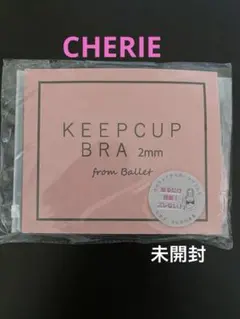 CHERIE
KEEPCUP
BRA 2mm
from Ballet
未開封